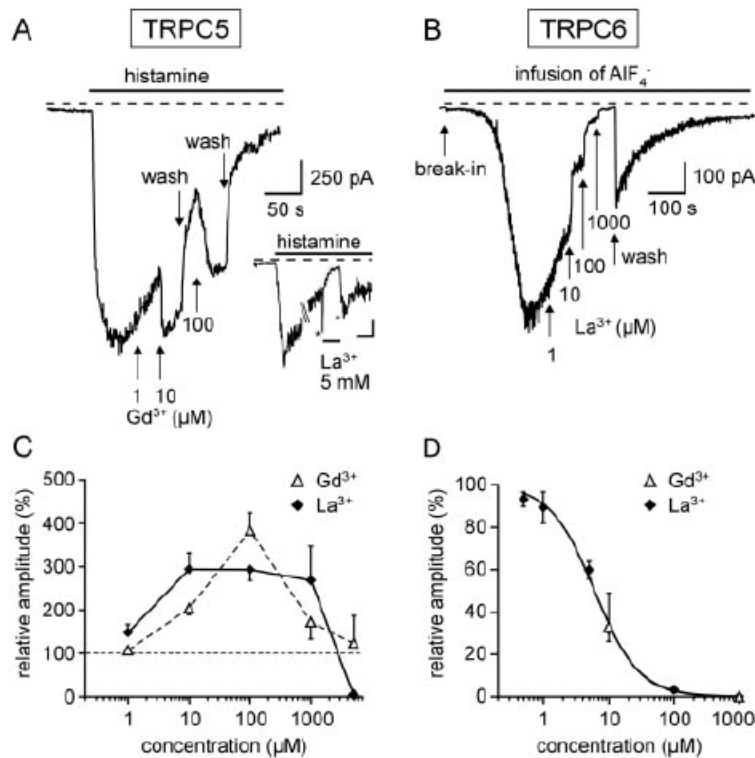 A
TRPC5
histamine
wash
wash
250 pA
50 s
100
1 10
Gd³⁺ (µM)
histamine
La³⁺
5 mM
B
TRPC6
infusion of AlF₄⁻
break-in
100 pA
100 s
1000
wash
100
10
La³⁺ (µM)
1
C
relative amplitude (%)
500
400
300
200
100
0
Gd³⁺
La³⁺
1 10 100 1000
concentration (µM)
D
relative amplitude (%)
100
80
60
40
20
0
Gd³⁺
La³⁺
1 10 100 1000
concentration (µM)